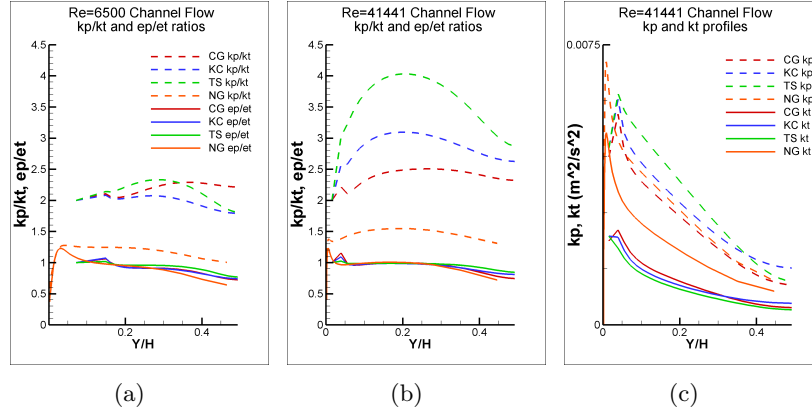 Re=6500 Channel Flow
kp/kt and ep/et ratios
4.5
4
3.5
3
2.5
2
1.5
1
0.5
0
kp/kt, ep/et
CG kp/kt
KC kp/kt
TS kp/kt
NG kp/kt
CG ep/et
KC ep/et
TS ep/et
NG ep/et
0.2
0.4
Y/H
(a)
Re=41441 Channel Flow
kp/kt and ep/et ratios
4.5
4
3.5
3
2.5
2
1.5
1
0.5
0
kp/kt, ep/et
0
0.2
0.4
Y/H
(b)
Re=41441 Channel Flow
kp and kt profiles
0.0075
0
kp, kt (m^2/s^2)
CG kp
KC kp
TS kp
NG kp
CG kt
KC kt
TS kt
NG kt
0
0.2
0.4
Y/H
(c)